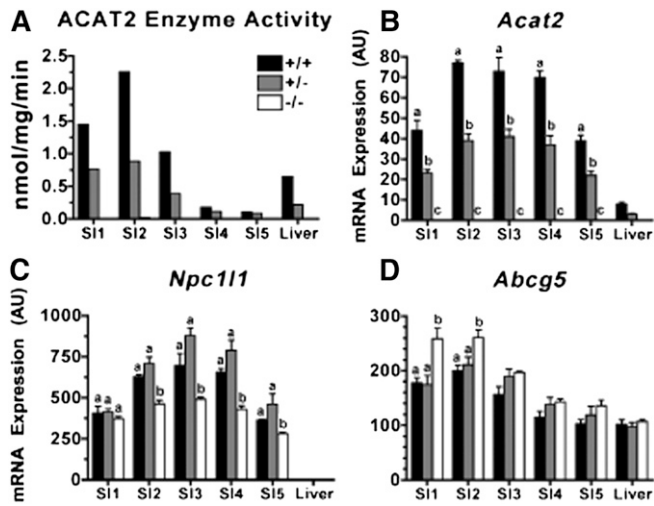 A ACAT2 Enzyme Activity
nmol/mg/min
2.5
2.0
1.5
1.0
0.5
0.0
+/+
+/-
-/-
SI1 SI2 SI3 SI4 SI5 Liver
B Acat2
mRNA Expression (AU)
80
70
60
50
40
30
20
10
0
a b c a b c a b c a b c a b c
SI1 SI2 SI3 SI4 SI5 Liver
C Npc1l1
mRNA Expression (AU)
1000
750
500
250
0
a a a a a b a a b a a b a a b
SI1 SI2 SI3 SI4 SI5 Liver
D Abcg5
300
200
100
0
a a b a a b
SI1 SI2 SI3 SI4 SI5 Liver